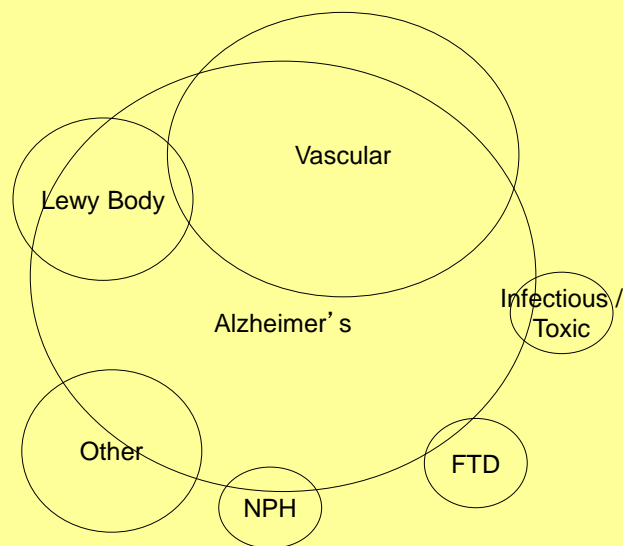 Vascular
Lewy Body
Infectious /
Toxic
Alzheimer’s
Other
FTD
NPH